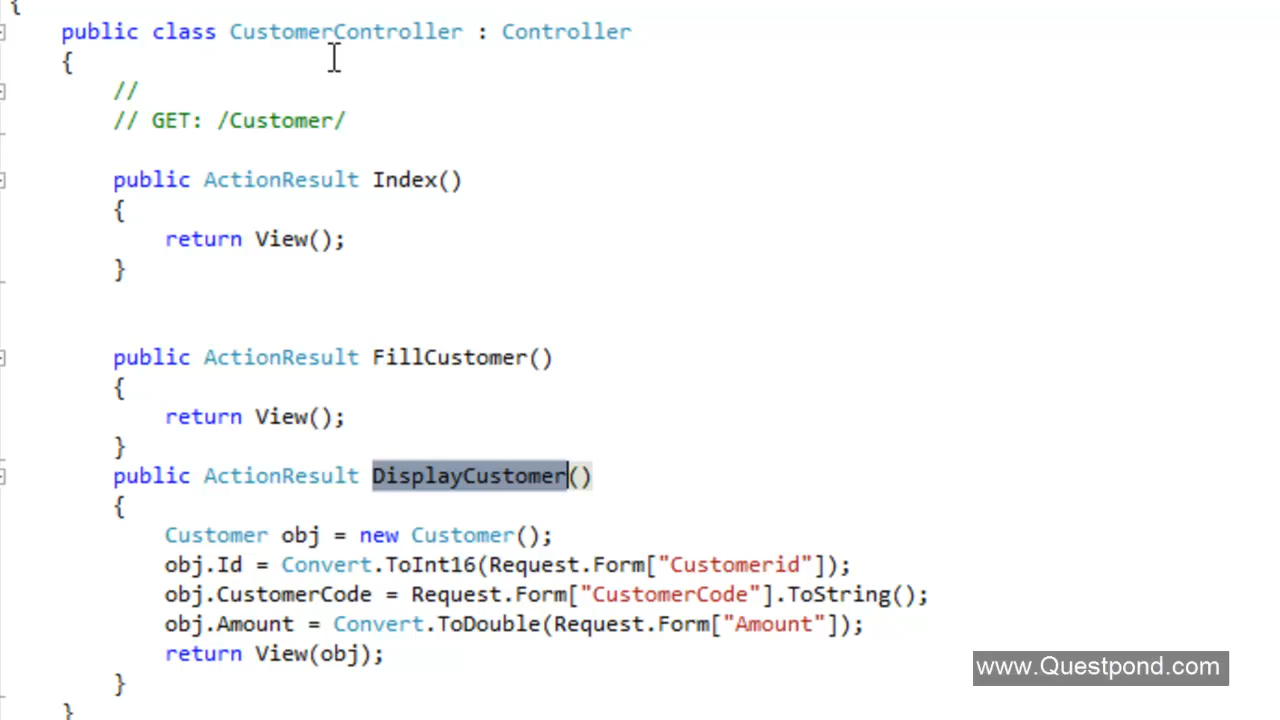 {
public class CustomerController : Controller
{
//
// GET: /Customer/
public ActionResult Index()
{
return View();
}
public ActionResult FillCustomer()
{
return View();
}
public ActionResult DisplayCustomer()
{
Customer obj = new Customer();
obj.Id = Convert.ToInt16(Request.Form["Customerid"]);
obj.CustomerCode = Request.Form["CustomerCode"].ToString();
obj.Amount = Convert.ToDouble(Request.Form["Amount"]);
return View(obj);
}
}
www.Questpond.com